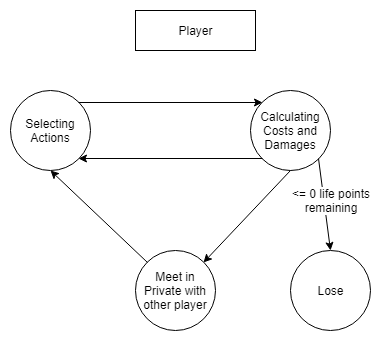 Player
Selecting
Actions
Calculating
Costs and
Damages
<= 0 life points
remaining
Meet in
Private with
other player
Lose